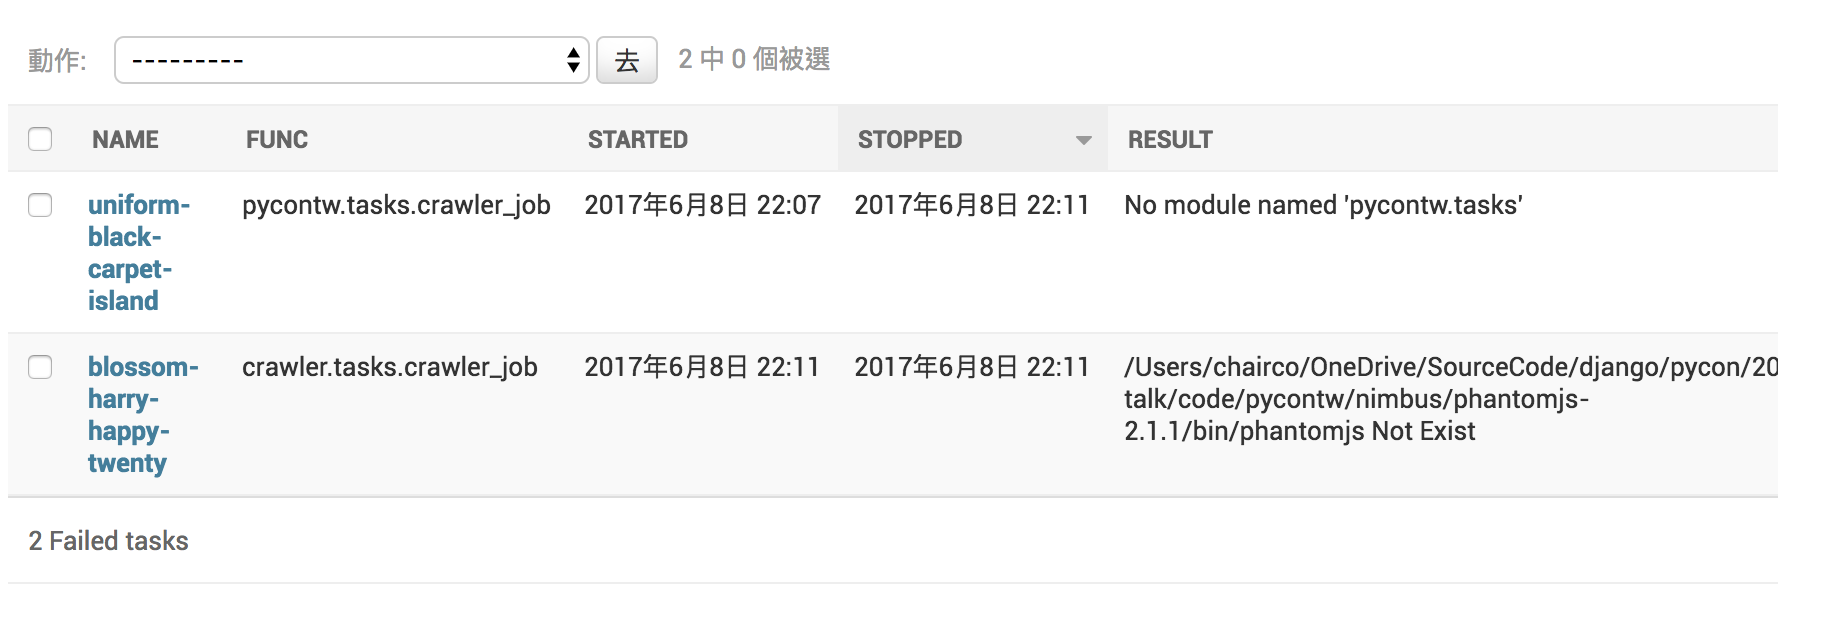 動作: --------- 去 2 中 0 個被選
NAME FUNC STARTED STOPPED RESULT
uniform- pycontw.tasks.crawler_job 2017年6月8日 22:07 2017年6月8日 22:11 No module named 'pycontw.tasks'
black-
carpet-
island
blossom- crawler.tasks.crawler_job 2017年6月8日 22:11 2017年6月8日 22:11 /Users/chairco/OneDrive/SourceCode/django/pycon/20
harry- talk/code/pycontw/nimbus/phantomjs-
happy- 2.1.1/bin/phantomjs Not Exist
twenty
2 Failed tasks